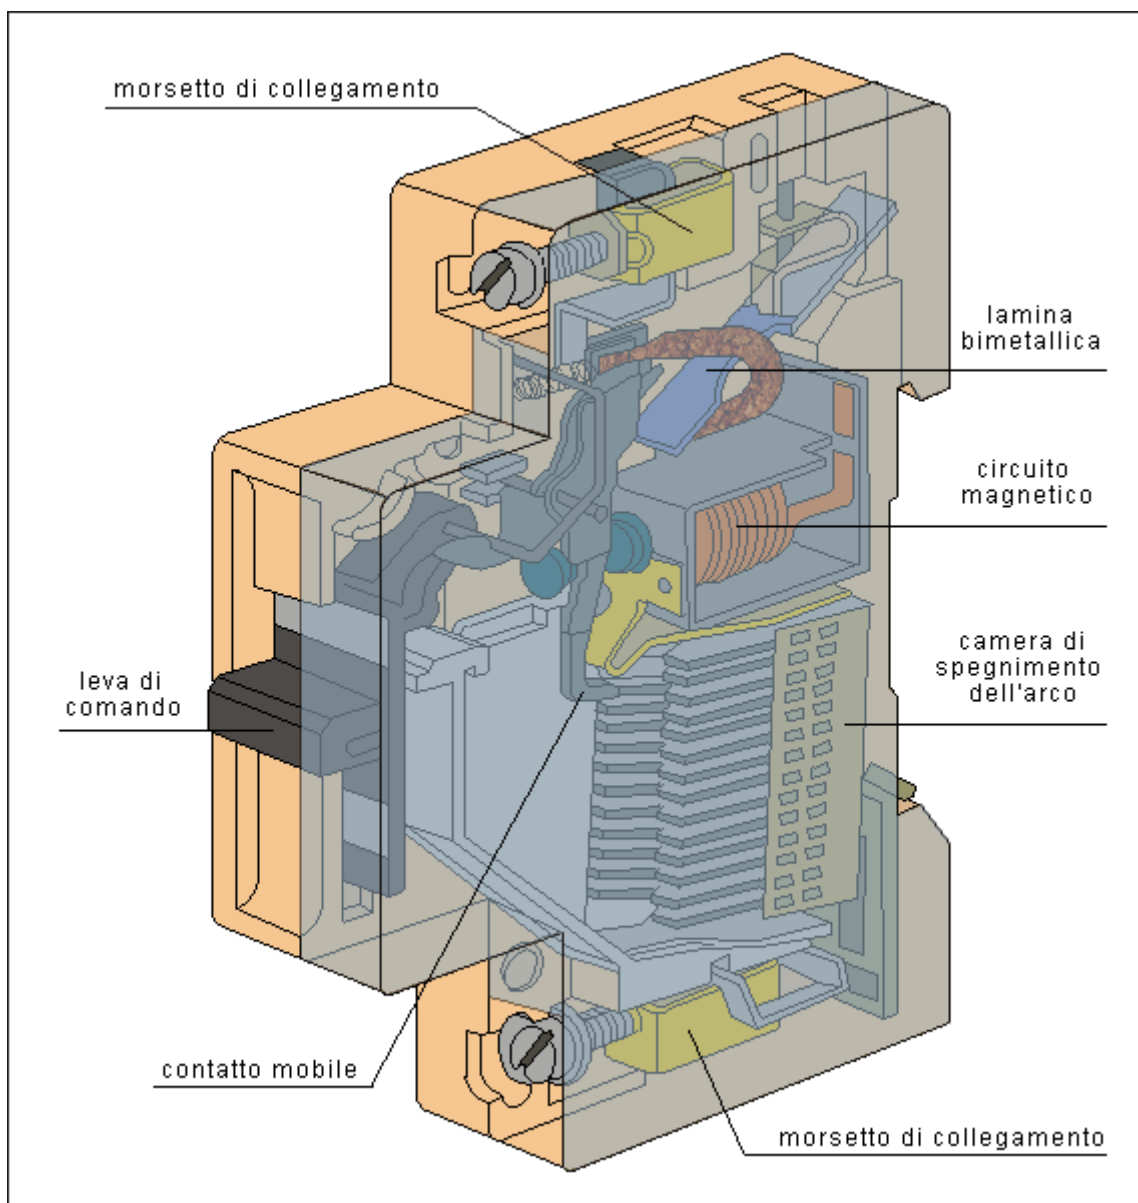 morsetto di collegamento
lamina
bimetallica
circuito
magnetico
camera di
spegnimento
dell'arco
leva di
comando
contatto mobile
morsetto di collegamento